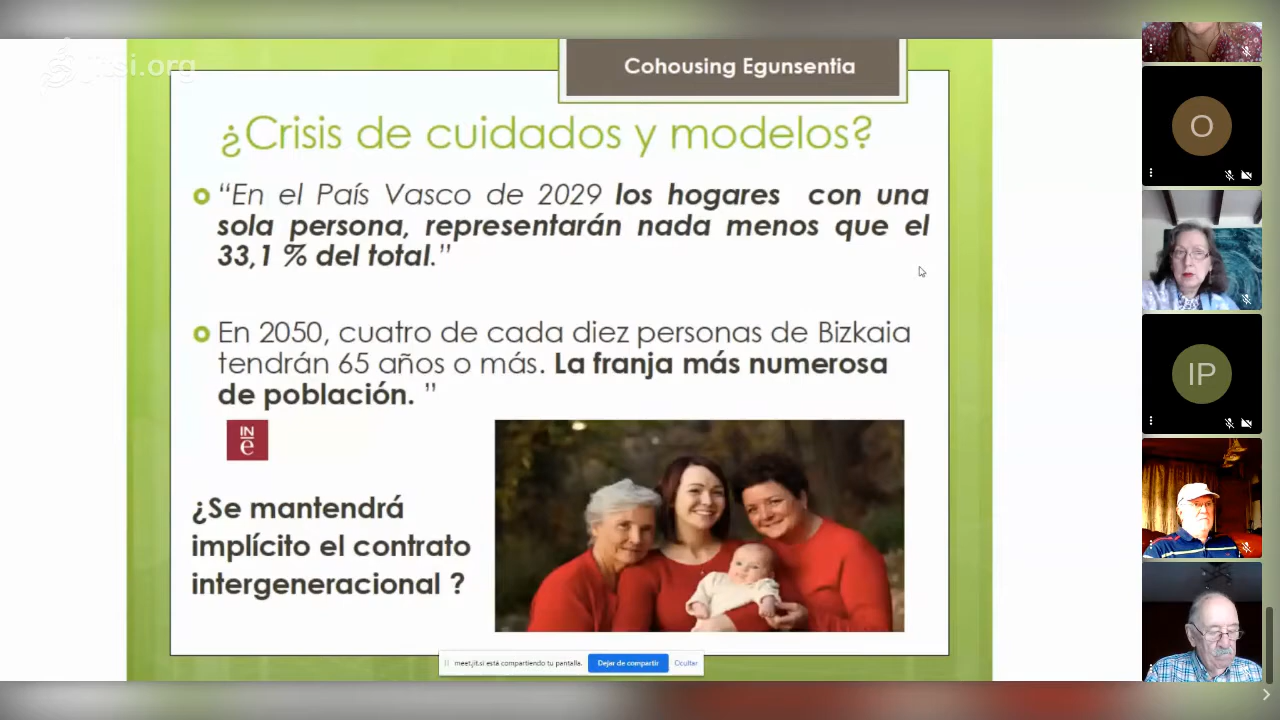 jitsi.org
Cohousing Egunsentia
¿Crisis de cuidados y modelos?
“En el País Vasco de 2029 los hogares con una
sola persona, representarán nada menos que el
33,1 % del total.”
En 2050, cuatro de cada diez personas de Bizkaia
tendrán 65 años o más. La franja más numerosa
de población. ”
IN
e
¿Se mantendrá
implícito el contrato
intergeneracional ?
meet.jit.si está compartiendo tu pantalla.
Dejar de compartir
Ocultar
O
IP